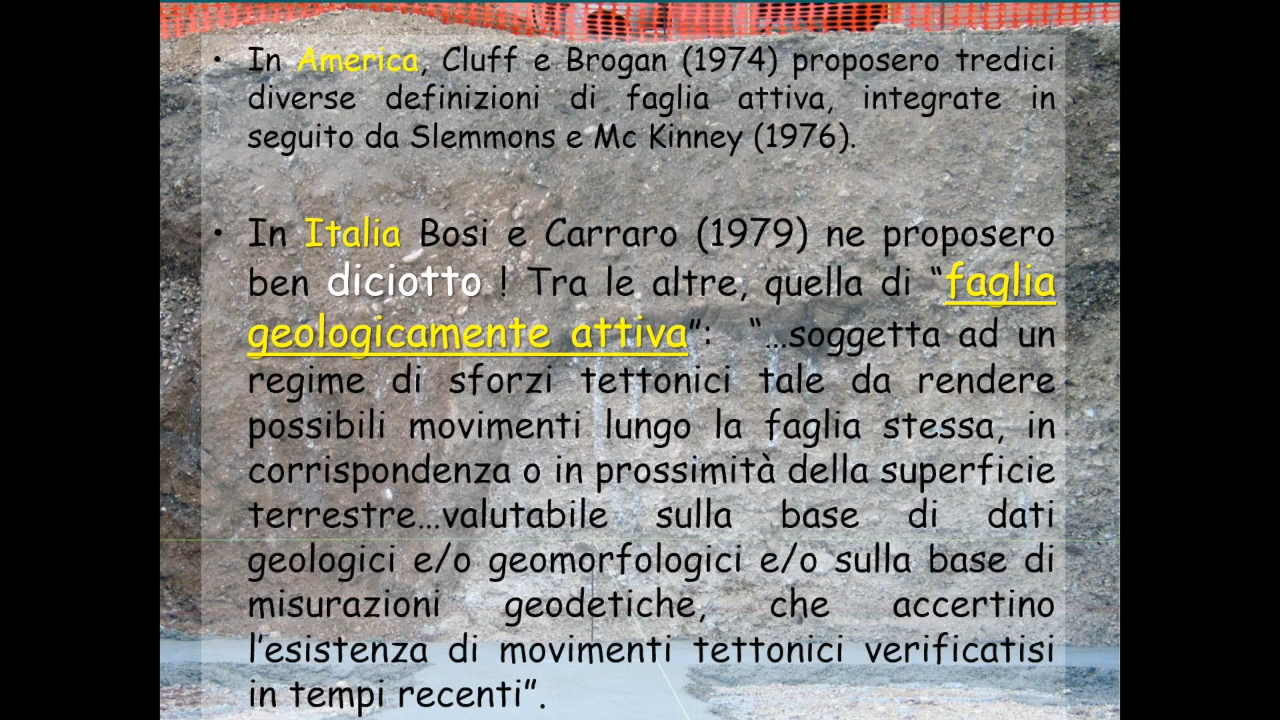 • In America, Cluff e Brogan (1974) proposero tredici
diverse definizioni di faglia attiva, integrate in
seguito da Slemmons e Mc Kinney (1976).
• In Italia Bosi e Carraro (1979) ne proposero
ben diciotto ! Tra le altre, quella di “faglia
geologicamente attiva”: “…soggetta ad un
regime di sforzi tettonici tale da rendere
possibili movimenti lungo la faglia stessa, in
corrispondenza o in prossimità della superficie
terrestre…valutabile sulla base di dati
geologici e/o geomorfologici e/o sulla base di
misurazioni geodetiche, che accertino
l’esistenza di movimenti tettonici verificatisi
in tempi recenti”.